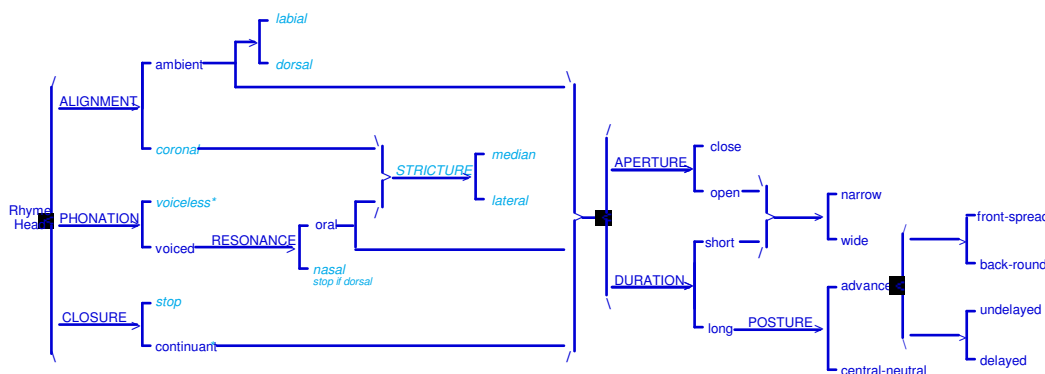 labial
ambient
dorsal
ALIGNMENT
coronal
STRICTURE
median
lateral
APERTURE
close
open
narrow
wide
Rhyme
PHONATION
voiceless*
voiced
RESONANCE
oral
nasal
stop if dorsal
short
DURATION
long
POSTURE
central-neutral
front-spread
back-round
undelayed
delayed
CLOSURE
stop
continuant